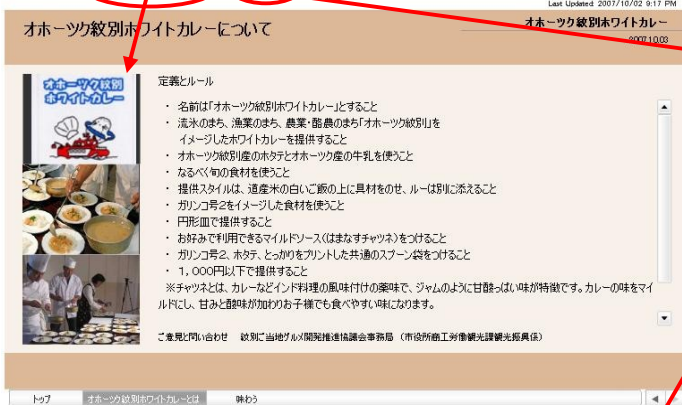 Last Updated 2007/10/02 9:17 PM
オホーツク紋別ホワイトカレーについて
オホーツク紋別ホワイトカレー
2007.10.03
オホーツク紋別
ホワイトカレー
定義とルール
・ 名前は「オホーツク紋別ホワイトカレー」とすること
・ 流氷のまち、漁業のまち、農業・酪農のまち「オホーツク紋別」を
イメージしたホワイトカレーを提供すること
・ オホーツク紋別産のホタテとオホーツク産の牛乳を使うこと
・ なるべく旬の食材を使うこと
・ 提供スタイルは、道産米の白いご飯の上に具材をのせ、ルーは別に添えること
・ ガリンコ号2をイメージした食材を使うこと
・ 円形皿で提供すること
・ お好みで利用できるマイルドソース(はまなすチャツネ)をつけること
・ ガリンコ号2、ホタテ、とっかりをプリントした共通のスプーン袋をつけること
・ 1,000円以下で提供すること
※チャツネとは、カレーなどインド料理の風味付けの薬味で、ジャムのように甘酸っぱい味が特徴です。カレーの味をマイ
ルドにし、甘みと酸味が加わりお子様でも食べやすい味になります。
ご意見と問い合わせ 紋別ご当地グルメ開発推進協議会事務局 (市役所商工労働観光課観光振興係)
トップ オホーツク紋別ホワイトカレーとは 味わう